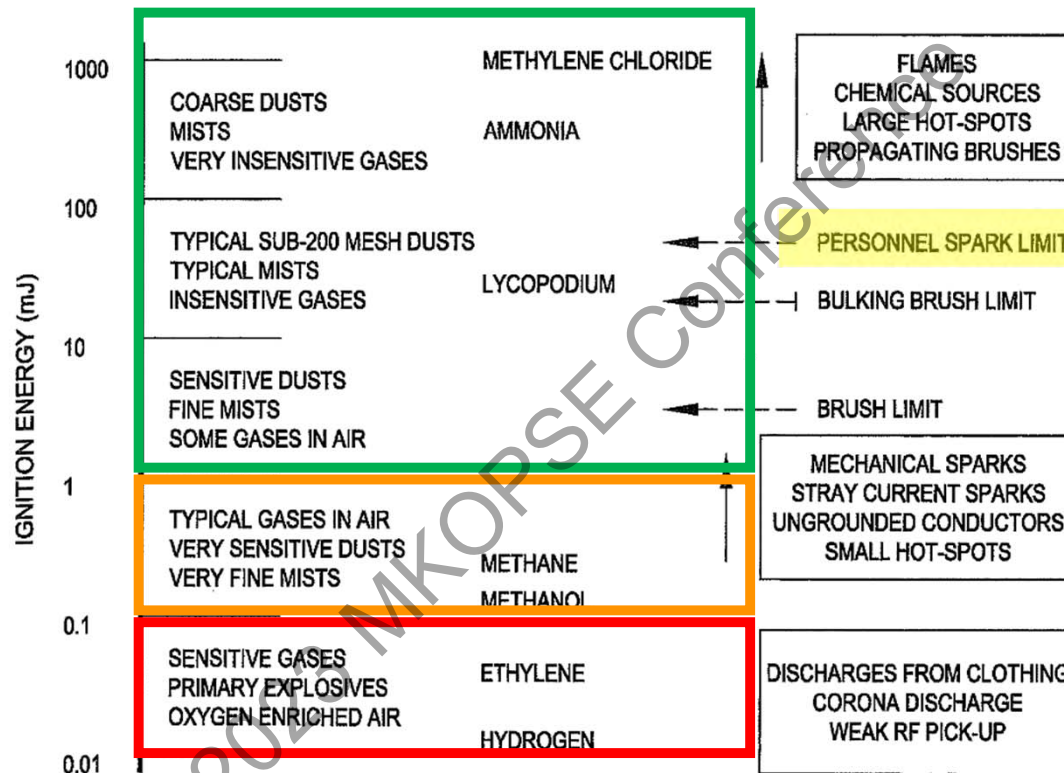 1000
METHYLENE CHLORIDE
COARSE DUSTS
MISTS
VERY INSENSITIVE GASES
AMMONIA
FLAMES
CHEMICAL SOURCES
LARGE HOT-SPOTS
PROPAGATING BRUSHES
100
TYPICAL SUB-200 MESH DUSTS
TYPICAL MISTS
INSENSITIVE GASES
LYCOPODIUM
PERSONNEL SPARK LIMIT
BULKING BRUSH LIMIT
10
SENSITIVE DUSTS
FINE MISTS
SOME GASES IN AIR
BRUSH LIMIT
IGNITION ENERGY (mJ)
1
TYPICAL GASES IN AIR
VERY SENSITIVE DUSTS
VERY FINE MISTS
METHANE
METHANOL
MECHANICAL SPARKS
STRAY CURRENT SPARKS
UNGROUNDED CONDUCTORS
SMALL HOT-SPOTS
0.1
SENSITIVE GASES
PRIMARY EXPLOSIVES
OXYGEN ENRICHED AIR
ETHYLENE
HYDROGEN
DISCHARGES FROM CLOTHING
CORONA DISCHARGE
WEAK RF PICK-UP
0.01
2023 MKOPSE Conference